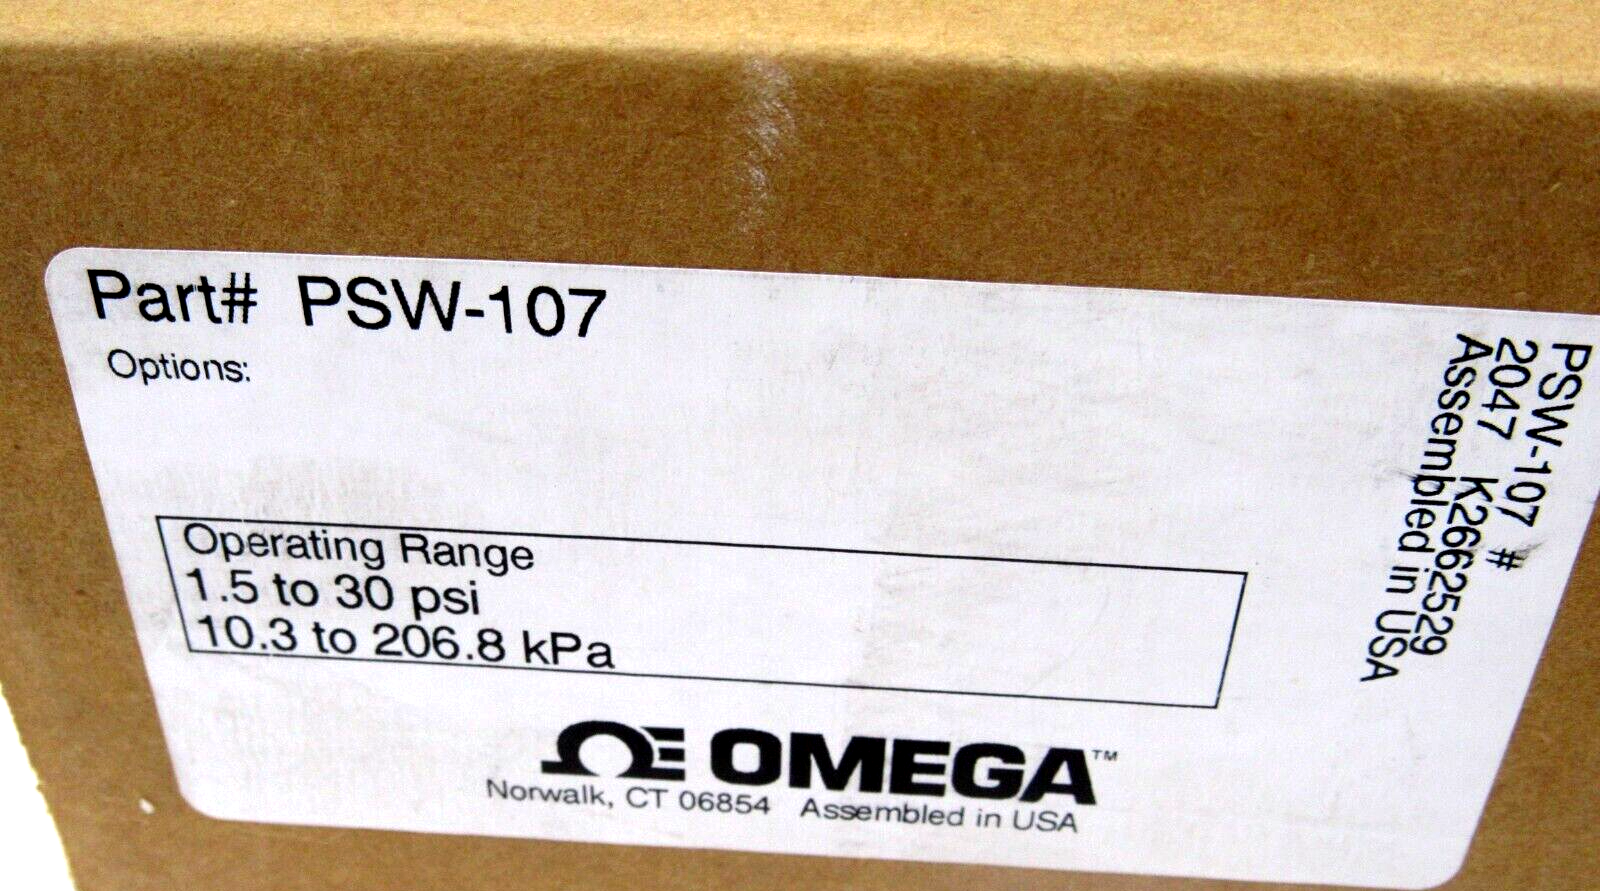 Part# PSW-107
Options:
Operating Range
1.5 to 30 psi
10.3 to 206.8 kPa
ΩE OMEGA™
Norwalk, CT 06854 Assembled in USA
PSW-107 #
2047 K2662529
Assembled in USA